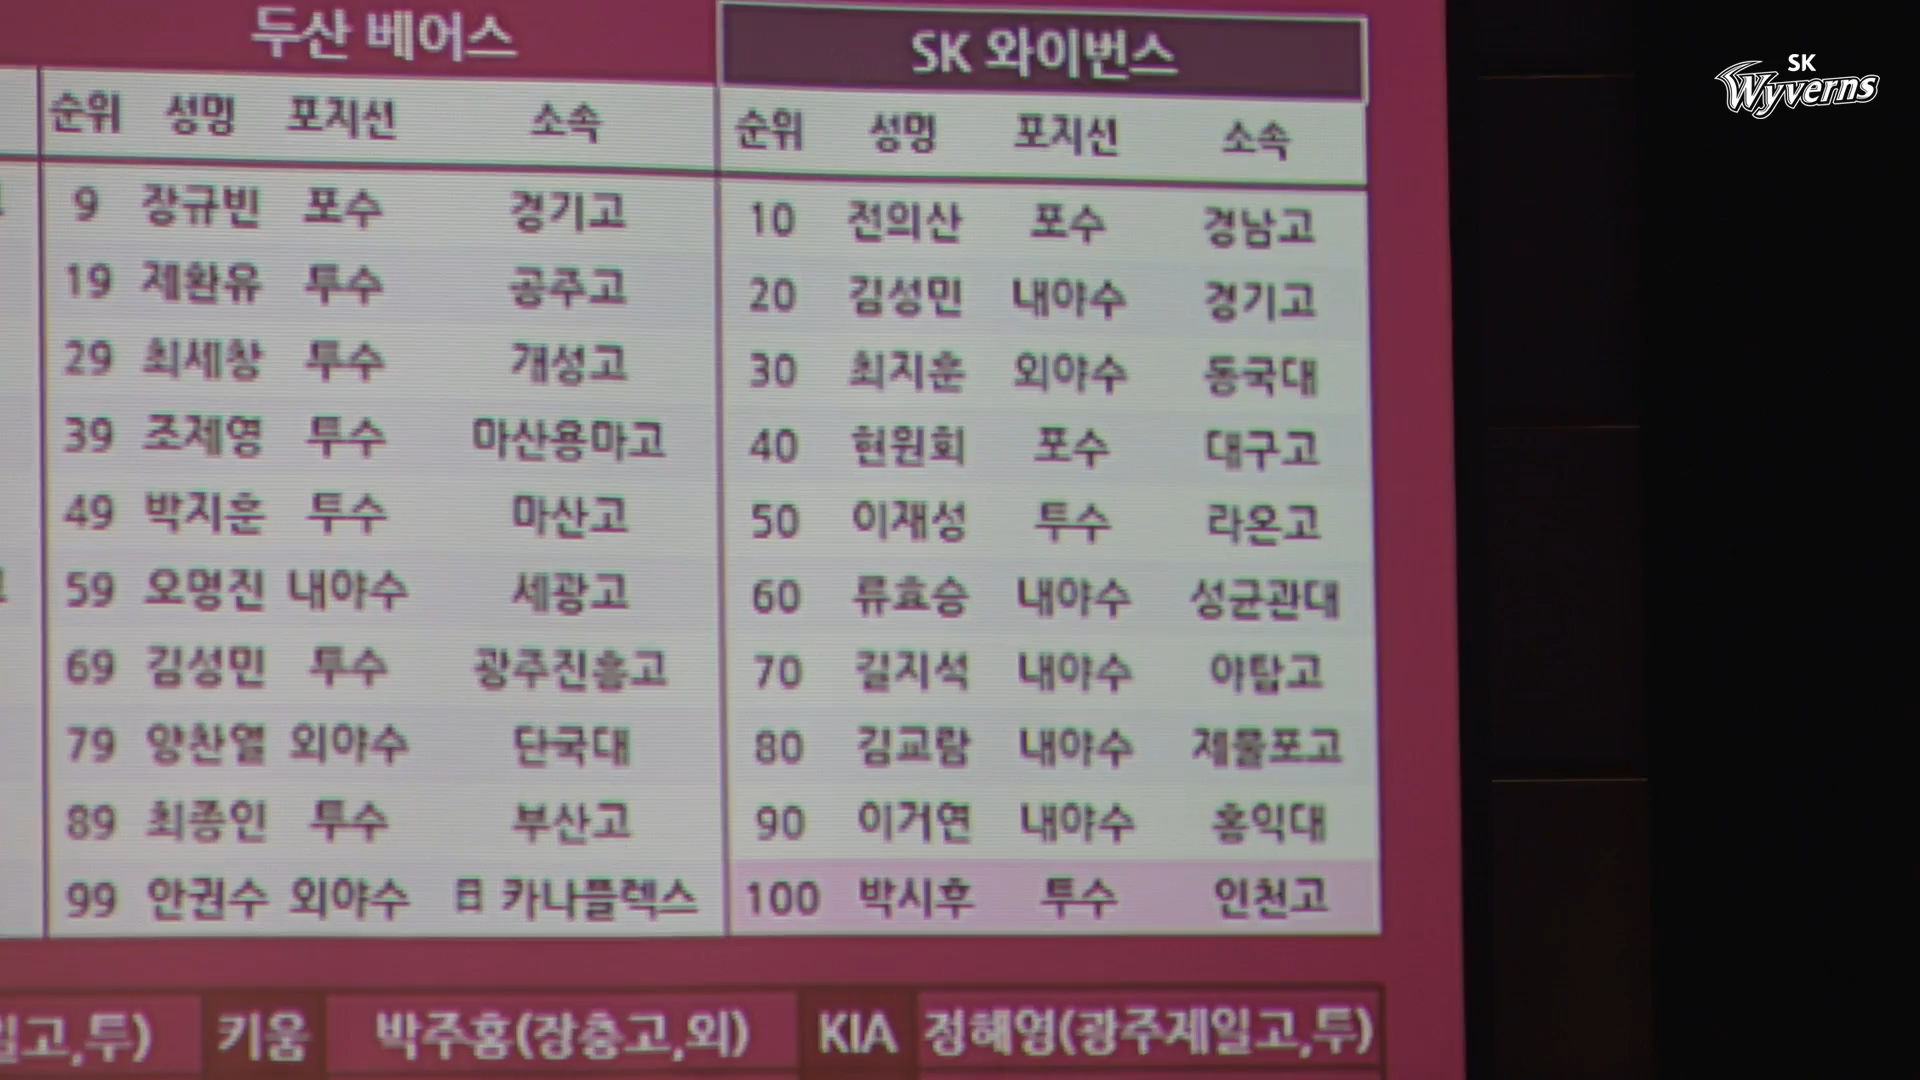 두산 베어스
순위 성명 포지션 소속
9 장규빈 포수 경기고
19 제환유 투수 공주고
29 최세창 투수 개성고
39 조제영 투수 마산용마고
49 박지훈 투수 마산고
59 오명진 내야수 세광고
69 김성민 투수 광주진흥고
79 양찬열 외야수 단국대
89 최종인 투수 부산고
99 안권수 외야수 日 카나플렉스
SK 와이번스
순위 성명 포지션 소속
10 전의산 포수 경남고
20 김성민 내야수 경기고
30 최지훈 외야수 동국대
40 현원회 포수 대구고
50 이재성 투수 라온고
60 류효승 내야수 성균관대
70 길지석 내야수 야탑고
80 김교람 내야수 제물포고
90 이거연 내야수 홍익대
100 박시후 투수 인천고
일고,투) 키움 박주홍(장충고,외) KIA 정해영(광주제일고,투)
SK
Wyverns